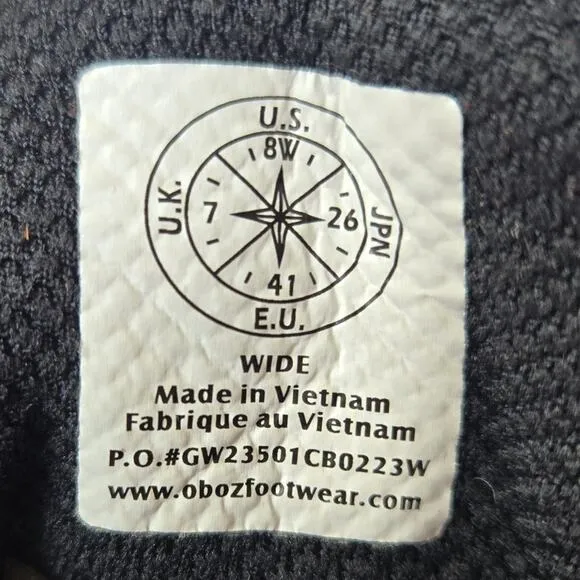 U.S.
8W
U.K.
7
26
JPN
41
E.U.
WIDE
Made in Vietnam
Fabrique au Vietnam
P.O.#GW23501CB0223W
www.obozfootwear.com